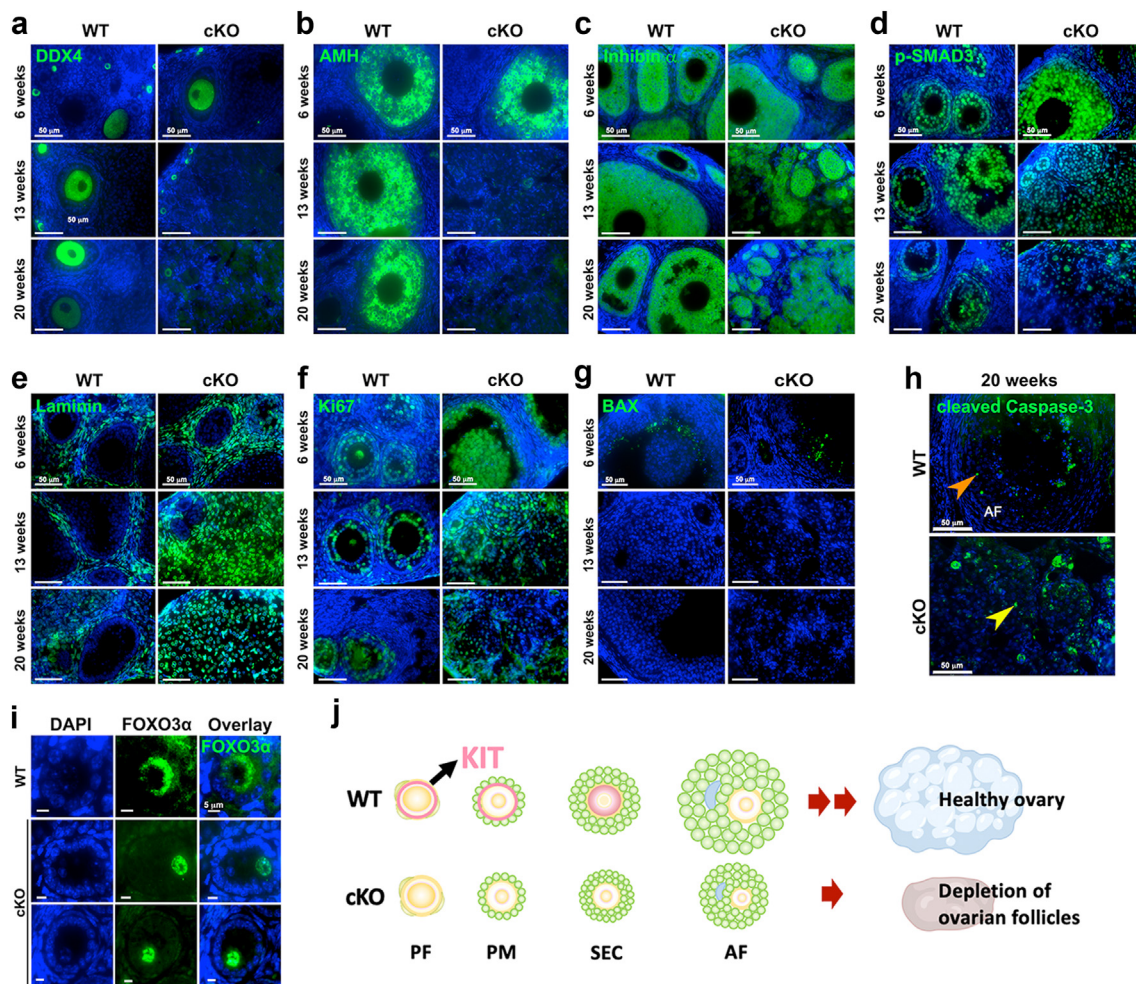 a
WT cKO
DDX4
6 weeks
50 µm 50 µm
13 weeks
50 µm
20 weeks
b
WT cKO
AMH
6 weeks
50 µm 50 µm
13 weeks
20 weeks
c
WT cKO
Inhibin α
6 weeks
50 µm 50 µm
13 weeks
20 weeks
d
WT cKO
p-SMAD3
6 weeks
50 µm 50 µm
13 weeks
20 weeks
e
WT cKO
Laminin
6 weeks
50 µm 50 µm
13 weeks
20 weeks
f
WT cKO
Ki67
6 weeks
50 µm 50 µm
13 weeks
20 weeks
g
WT cKO
BAX
6 weeks
50 µm 50 µm
13 weeks
20 weeks
h
20 weeks
cleaved Caspase-3
WT
AF
50 µm
cKO
50 µm
i
DAPI FOXO3α Overlay
FOXO3α
WT
5 µm
cKO
j
KIT
WT
Healthy ovary
cKO
Depletion of
ovarian follicles
PF PM SEC AF